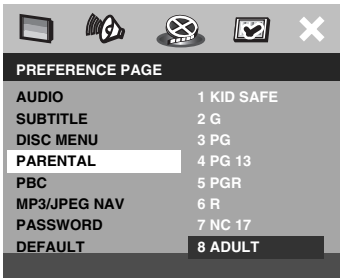 PREFERENCE PAGE
AUDIO 1 KID SAFE
SUBTITLE 2 G
DISC MENU 3 PG
PARENTAL 4 PG 13
PBC 5 PGR
MP3/JPEG NAV 6 R
PASSWORD 7 NC 17
DEFAULT 8 ADULT